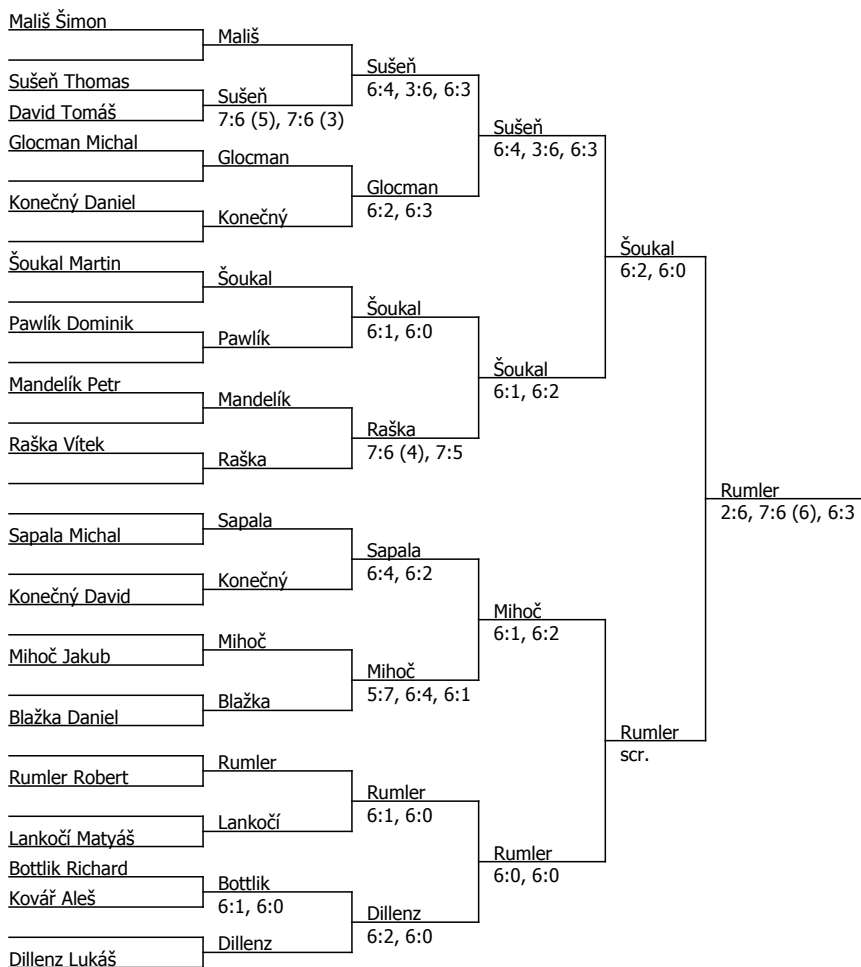 Mališ Šimon
Sušeň Thomas
David Tomáš
Glocman Michal
Konečný Daniel
Šoukal Martin
Pawlík Dominik
Mandelík Petr
Raška Vítek
Sapala Michal
Konečný David
Mihoč Jakub
Blažka Daniel
Rumler Robert
Lankočí Matyáš
Bottlik Richard
Kovář Aleš
Dillenz Lukáš
Mališ
Sušeň
7:6 (5), 7:6 (3)
Glocman
Konečný
Šoukal
Pawlík
Mandelík
Raška
Sapala
Konečný
Mihoč
Blažka
Rumler
Lankočí
Bottlik
6:1, 6:0
Dillenz
Sušeň
6:4, 3:6, 6:3
Glocman
6:2, 6:3
Šoukal
6:1, 6:0
Raška
7:6 (4), 7:5
Sapala
6:4, 6:2
Mihoč
5:7, 6:4, 6:1
Rumler
6:1, 6:0
Dillenz
6:2, 6:0
Sušeň
6:4, 3:6, 6:3
Šoukal
6:1, 6:2
Mihoč
6:1, 6:2
Rumler
6:0, 6:0
Šoukal
6:2, 6:0
Rumler
scr.
Rumler
2:6, 7:6 (6), 6:3